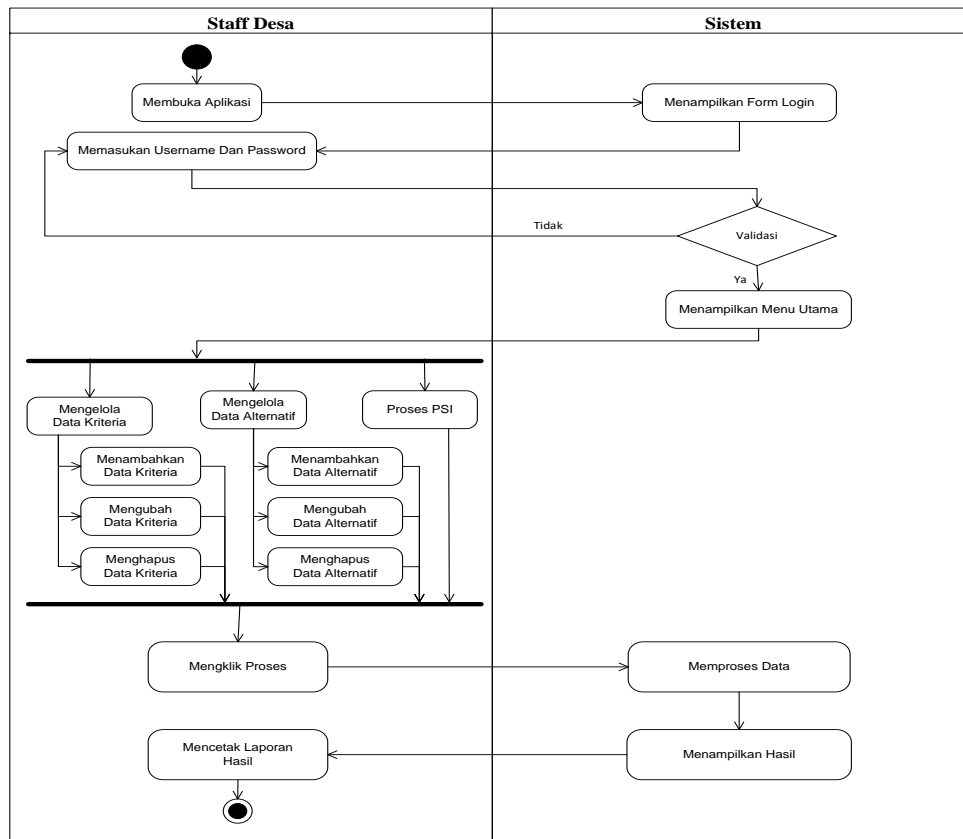 Staff Desa
Sistem
Membuka Aplikasi
Menampilkan Form Login
Memasukan Username Dan Password
Tidak
Validasi
Ya
Menampilkan Menu Utama
Mengelola
Data Kriteria
Mengelola
Data Alternatif
Proses PSI
Menambahkan
Data Kriteria
Menambahkan
Data Alternatif
Mengubah
Data Kriteria
Mengubah
Data Alternatif
Menghapus
Data Kriteria
Menghapus
Data Alternatif
Mengklik Proses
Memproses Data
Mencetak Laporan
Hasil
Menampilkan Hasil